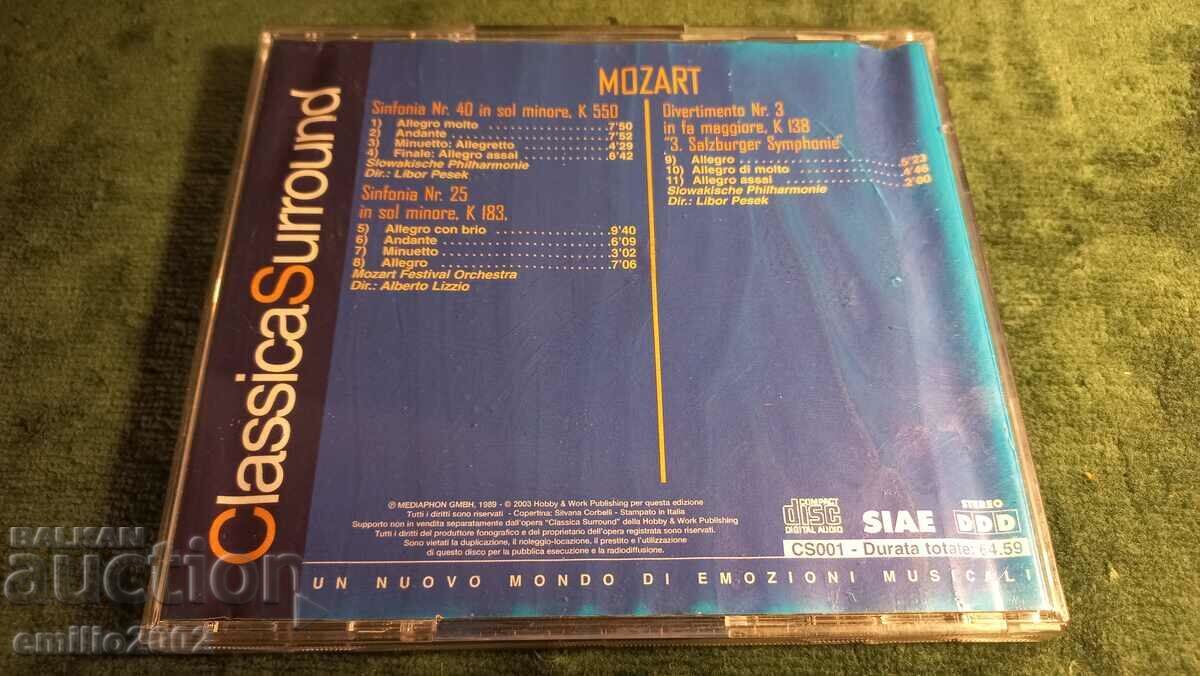 ClassicaSurround
MOZART
Sinfonia Nr. 40 in sol minore, K 550
1) Allegro molto 7'50
2) Andante 7'52
3) Minuetto: Allegretto 4'29
4) Finale: Allegro assai 6'42
Slowakische Philharmonie
Dir.: Libor Pesek
Sinfonia Nr. 25
in sol minore, K 183,
5) Allegro con brio 9'40
6) Andante 6'09
7) Minuetto 3'02
8) Allegro 7'06
Mozart Festival Orchestra
Dir.: Alberto Lizzio
Divertimento Nr. 3
in fa maggiore, K 138
"3. Salzburger Symphonie"
9) Allegro 5'23
10) Allegro di molto 4'46
11) Allegro assai 2'00
Slowakische Philharmonie
Dir.: Libor Pesek
℗ MEDIAPHON GMBH, 1989 - © 2003 Hobby & Work Publishing per questa edizione
Tutti i diritti sono riservati - Copertina: Silvana Corbelli - Stampato in Italia
Supporto non in vendita separatamente dall'opera "Classica Surround" della Hobby & Work Publishing
Tutti i diritti del produttore fonografico e del proprietario dell'opera registrata sono riservati.
Sono vietati la duplicazione, il noleggio-locazione, il prestito e l'utilizzazione
di questo disco per la pubblica esecuzione e la radiodiffusione.
COMPACT
disc
DIGITAL AUDIO
SIAE
STEREO
DDD
CS001 - Durata totale: 64.59
UN NUOVO MONDO DI EMOZIONI MUSICALI
BALKAN
auction
emilio2002